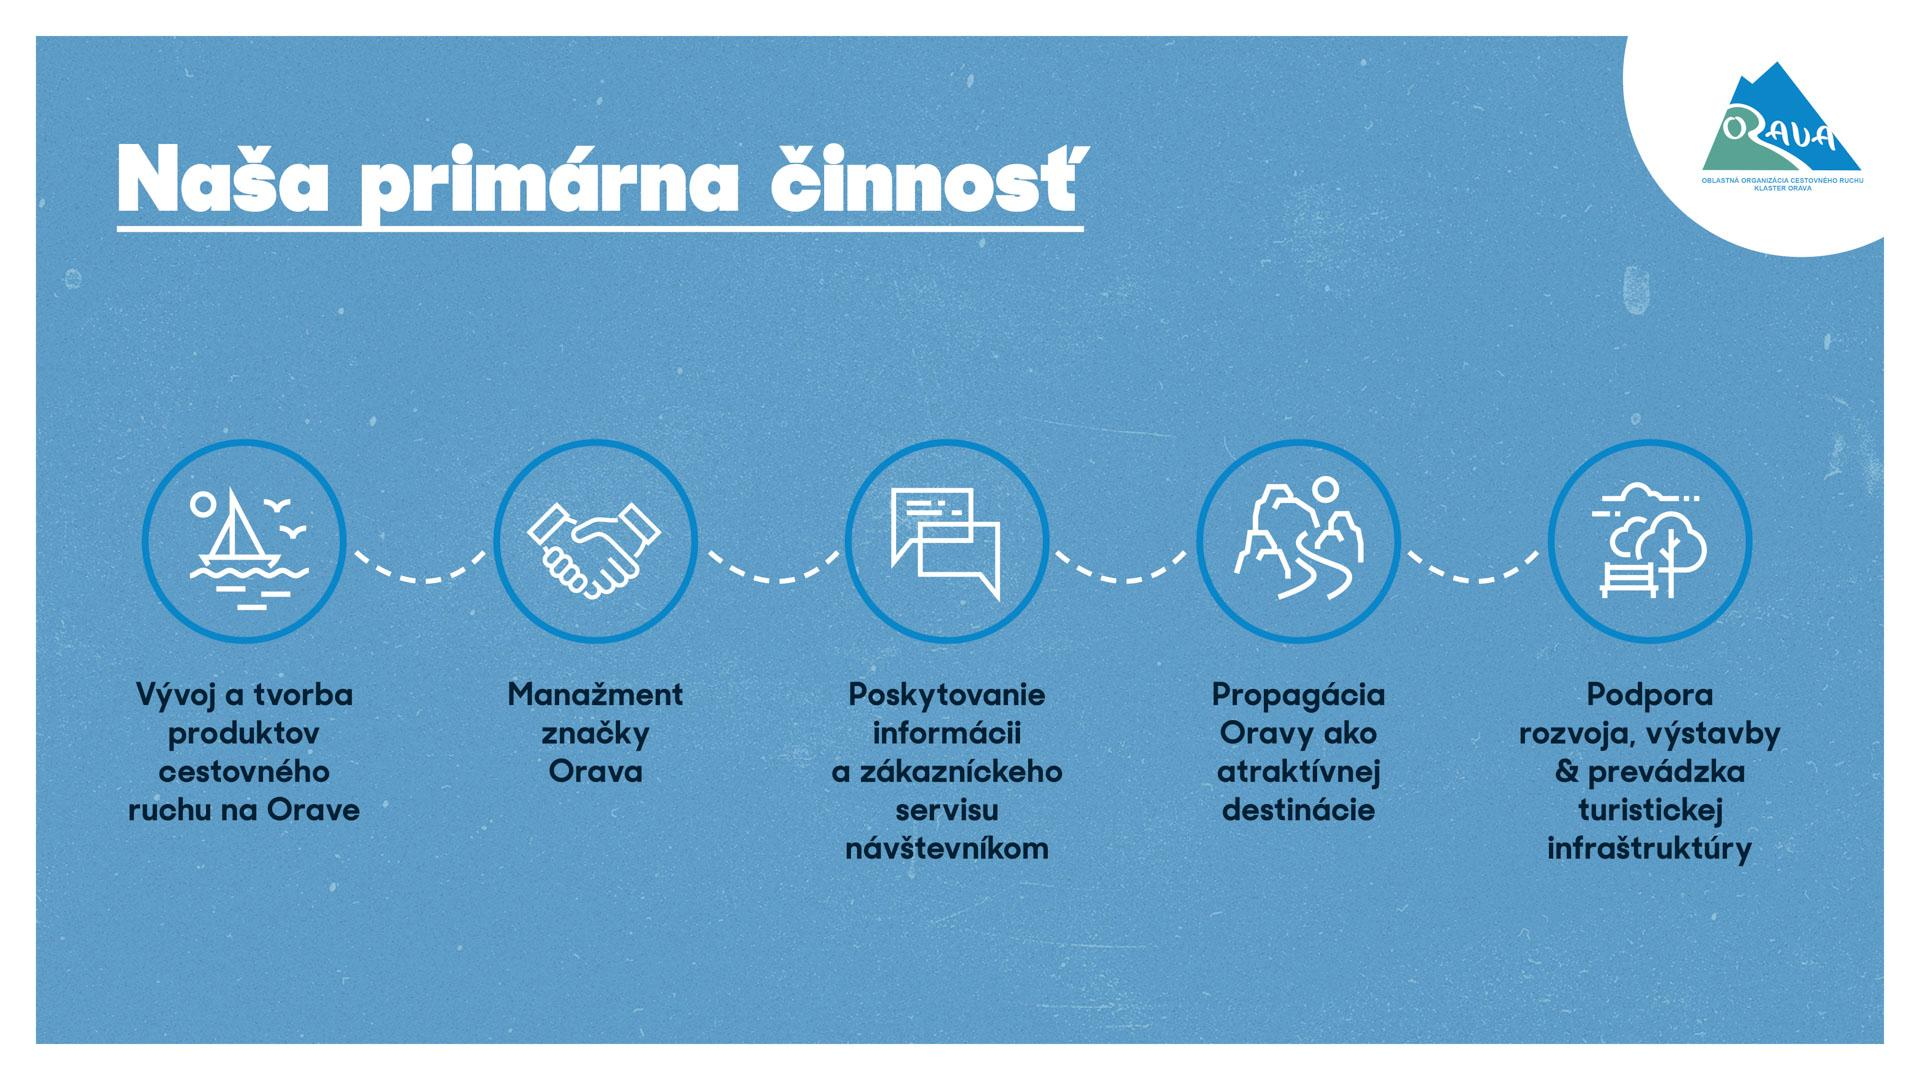 Naša primárna činnosť
ORAVA
OBLASTNÁ ORGANIZÁCIA CESTOVNÉHO RUCHU
KLASTER ORAVA
Vývoj a tvorba
produktov
cestovného
ruchu na Orave
Manažment
značky
Orava
Poskytovanie
informácii
a zákazníckeho
servisu
návštevníkom
Propagácia
Oravy ako
atraktívnej
destinácie
Podpora
rozvoja, výstavby
& prevádzka
turistickej
infraštruktúry